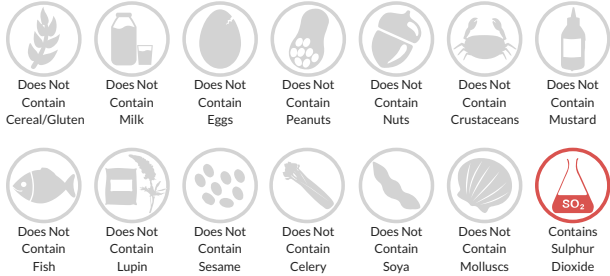 Does Not Contain Cereal/Gluten
Does Not Contain Milk
Does Not Contain Eggs
Does Not Contain Peanuts
Does Not Contain Nuts
Does Not Contain Crustaceans
Does Not Contain Mustard
SO₂
Does Not Contain Fish
Does Not Contain Lupin
Does Not Contain Sesame
Does Not Contain Celery
Does Not Contain Soya
Does Not Contain Molluscs
Contains Sulphur Dioxide